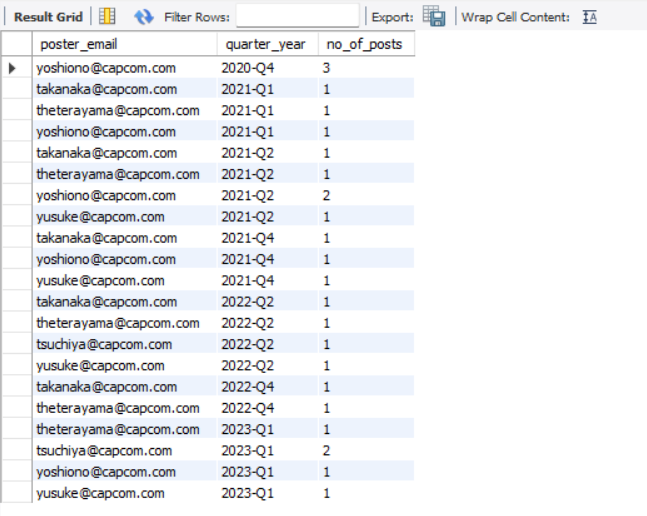 Result Grid Filter Rows: Export: Wrap Cell Content: IA
poster_email quarter_year no_of_posts
yoshiono@capcom.com 2020-Q4 3
takanaka@capcom.com 2021-Q1 1
theterayama@capcom.com 2021-Q1 1
yoshiono@capcom.com 2021-Q1 1
takanaka@capcom.com 2021-Q2 1
theterayama@capcom.com 2021-Q2 1
yoshiono@capcom.com 2021-Q2 2
yusuke@capcom.com 2021-Q2 1
takanaka@capcom.com 2021-Q4 1
yoshiono@capcom.com 2021-Q4 1
yusuke@capcom.com 2021-Q4 1
takanaka@capcom.com 2022-Q2 1
theterayama@capcom.com 2022-Q2 1
tsuchiya@capcom.com 2022-Q2 1
yusuke@capcom.com 2022-Q2 1
takanaka@capcom.com 2022-Q4 1
theterayama@capcom.com 2022-Q4 1
theterayama@capcom.com 2023-Q1 1
tsuchiya@capcom.com 2023-Q1 2
yoshiono@capcom.com 2023-Q1 1
yusuke@capcom.com 2023-Q1 1